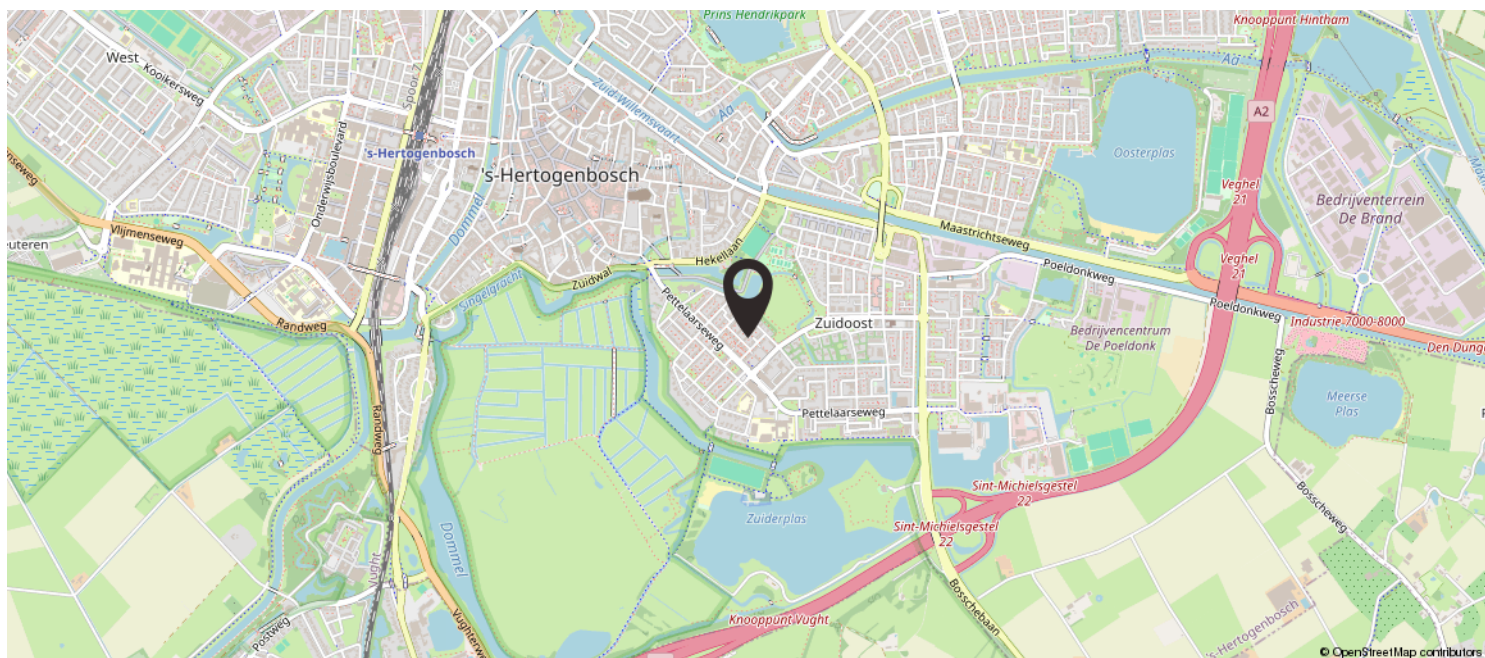 Prins Hendrikpark
Knooppunt Hintham
West
Kooikersweg
Spoor 7
Zuid-Willemsvaart
Aa
Aa
A2
Onderwijsboulevard
's-Hertogenbosch
's-Hertogenbosch
Oosterplas
Veghel
21
Bedrijventerrein
De Brand
Dommel
Vlijmenseweg
Maastrichtseweg
Hekellaan
Veghel
21
Poeldonkweg
Singelgracht
Zuidwal
Pettelaarseweg
Poeldonkweg
Randweg
Zuidoost
Bedrijvencentrum
De Poeldonk
Industrie 7000-8000
Den Dung
Randweg
Pettelaarseweg
Bosscheweg
Meerse
Plas
Sint-Michielsgestel
22
Bosscheweg
Zuiderplas
Sint-Michielsgestel
22
Dommel
Vught
Bosschebaan
Knooppunt Vught
Postweg
Vughterwe
's-Hertogenbosch
© OpenStreetMap contributors